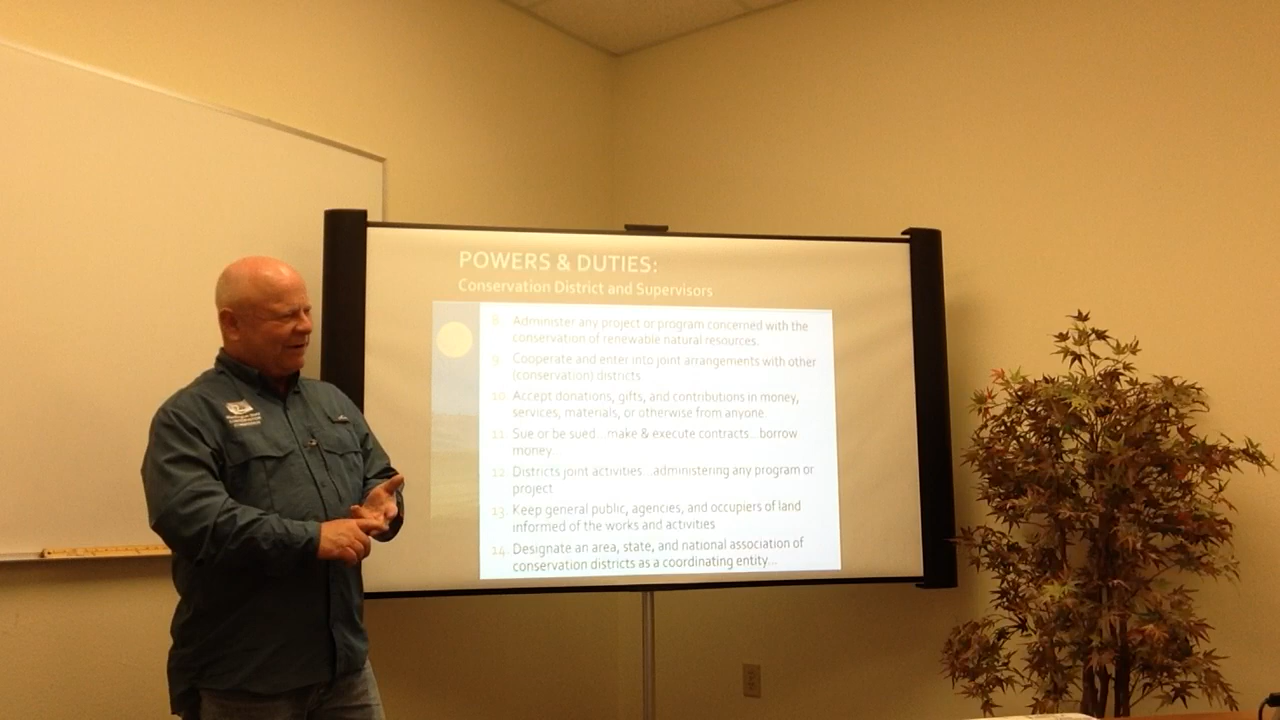 POWERS & DUTIES:
Conservation District and Supervisors
8. Administer any project or program concerned with the
conservation of renewable natural resources.
9. Cooperate and enter into joint arrangements with other
(conservation) districts
10. Accept donations, gifts, and contributions in money,
services, materials, or otherwise from anyone
11. Sue or be sued...make & execute contracts...borrow
money..
12. Districts joint activities...administering any program or
project
13. Keep general public, agencies, and occupiers of land
informed of the works and activities
14. Designate an area, state, and national association of
conservation districts as a coordinating entity...